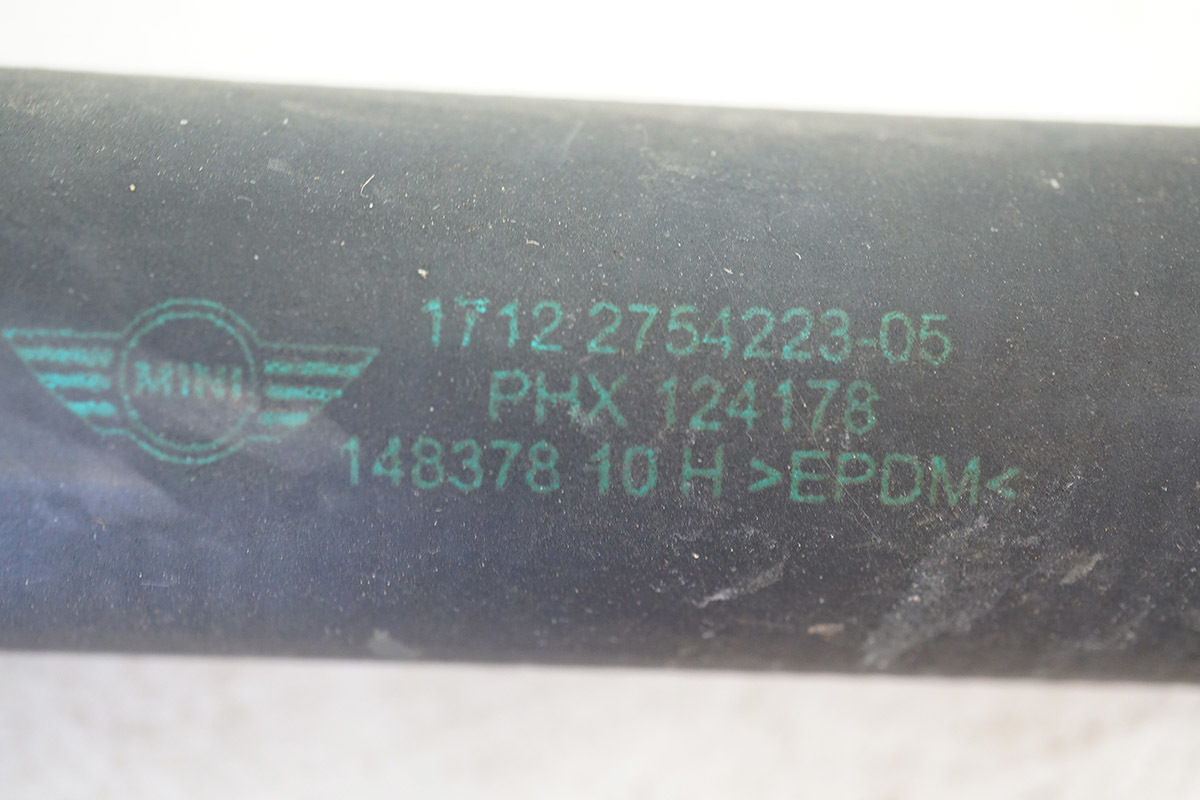 MINI
1712 2754223-05
PHX 124178
148378 10 H >EPDM<